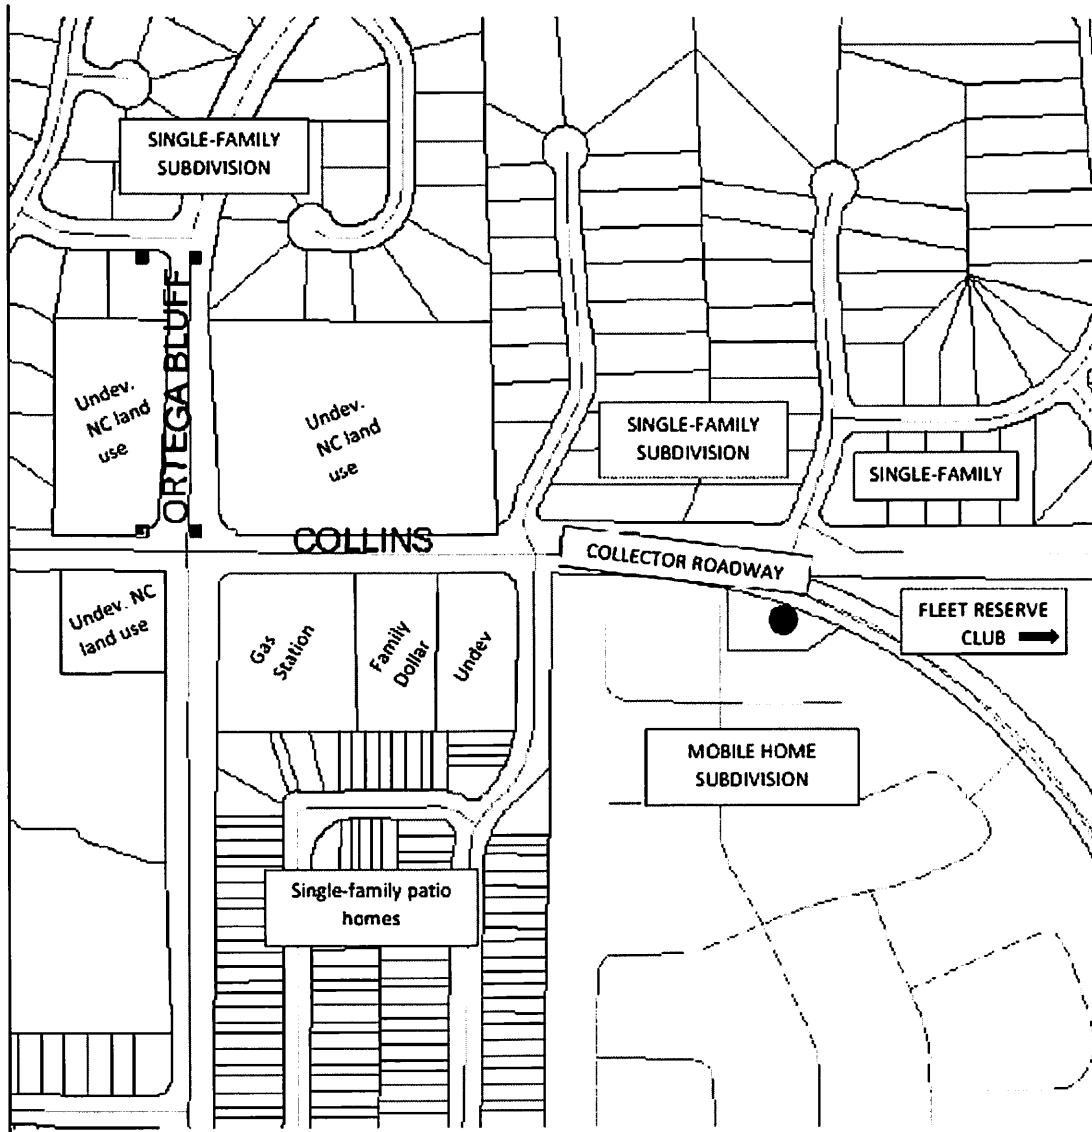 SINGLE-FAMILY
SUBDIVISION
ORTEGA BLUFF
Undev.
NC land
use
Undev.
NC land
use
SINGLE-FAMILY
SUBDIVISION
SINGLE-FAMILY
COLLINS
COLLECTOR ROADWAY
Undev. NC
land use
Gas
Station
Family
Dollar
Undev
FLEET RESERVE
CLUB
MOBILE HOME
SUBDIVISION
Single-family patio
homes